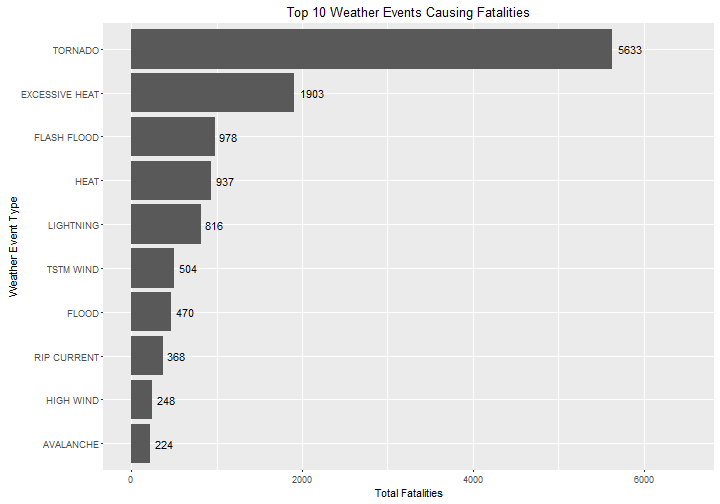 Top 10 Weather Events Causing Fatalities
Weather Event Type
TORNADO 5633
EXCESSIVE HEAT 1903
FLASH FLOOD 978
HEAT 937
LIGHTNING 816
TSTM WIND 504
FLOOD 470
RIP CURRENT 368
HIGH WIND 248
AVALANCHE 224
0 2000 4000 6000
Total Fatalities